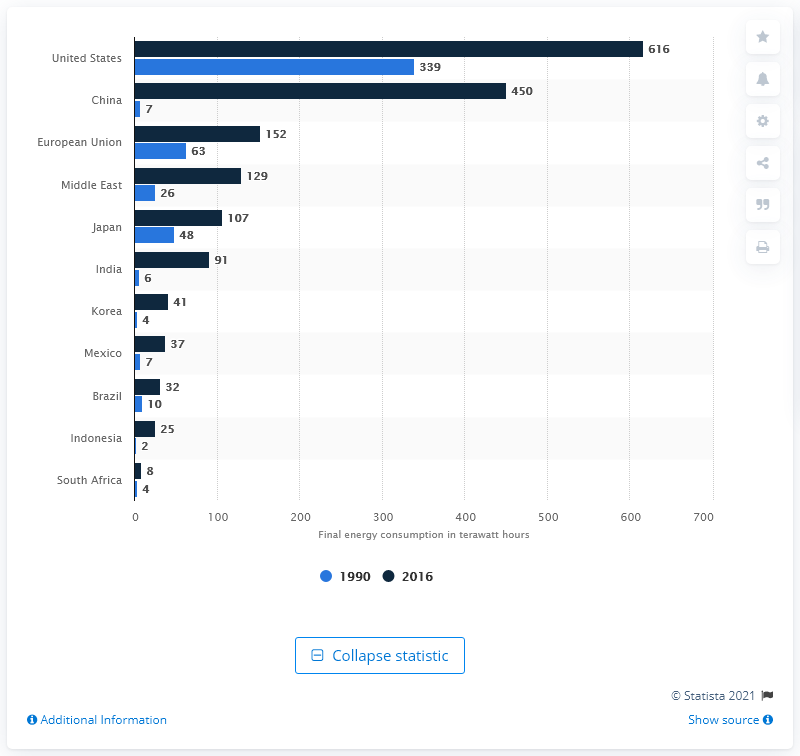 United States
616
339
China
450
7
European Union
152
63
Middle East
129
26
Japan
107
48
India
91
6
Korea
41
4
Mexico
37
7
Brazil
32
10
Indonesia
25
2
South Africa
8
4
0 100 200 300 400 500 600 700
Final energy consumption in terawatt hours
1990 2016
Collapse statistic
© Statista 2021
Additional Information
Show source